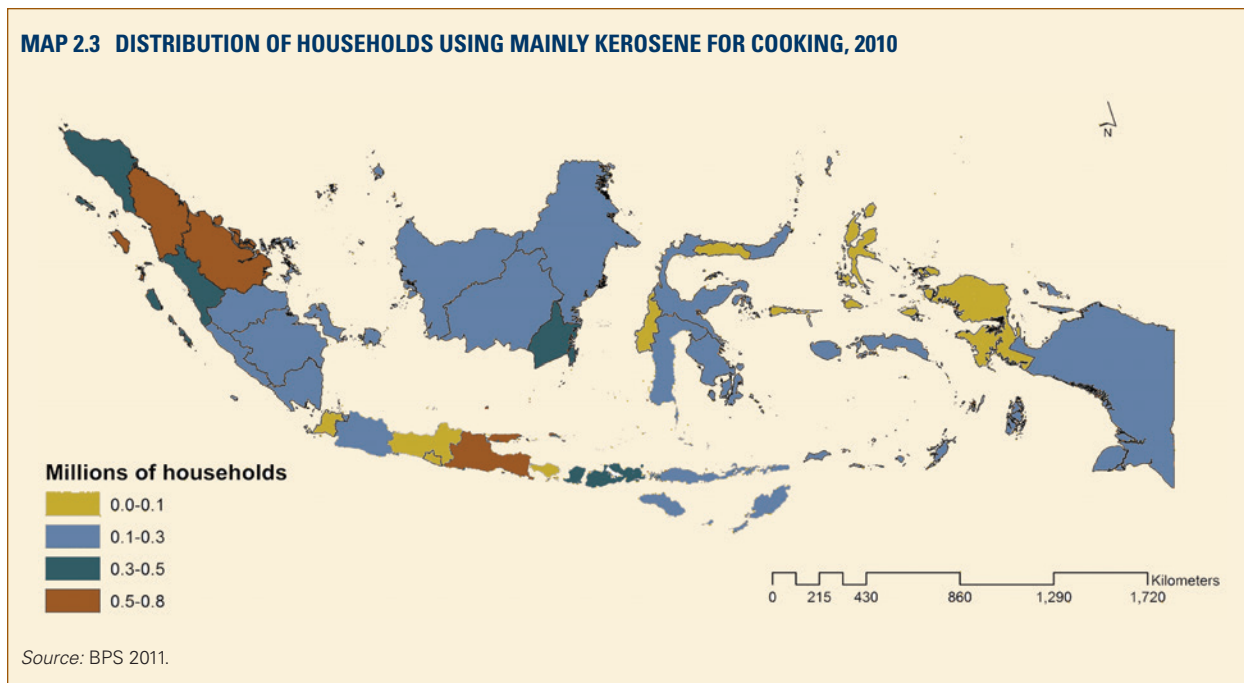 MAP 2.3 DISTRIBUTION OF HOUSEHOLDS USING MAINLY KEROSENE FOR COOKING, 2010
N
Millions of households
0.0-0.1
0.1-0.3
0.3-0.5
0.5-0.8
Kilometers
0 215 430 860 1,290 1,720
Source: BPS 2011.